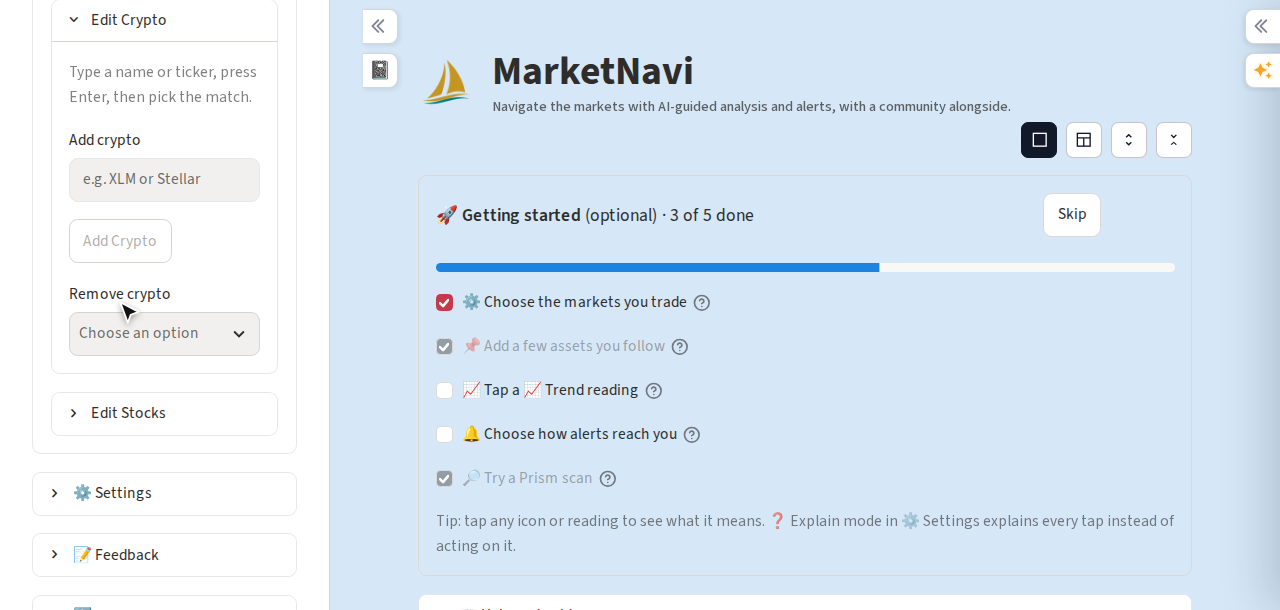 Edit Crypto
Type a name or ticker, press
Enter, then pick the match.
Add crypto
e.g. XLM or Stellar
Add Crypto
Remove crypto
Choose an option
Edit Stocks
Settings
Feedback
MarketNavi
Navigate the markets with AI-guided analysis and alerts, with a community alongside.
🚀 Getting started (optional) · 3 of 5 done
Skip
⚙️ Choose the markets you trade
📌 Add a few assets you follow
📈 Tap a 📈 Trend reading
🔔 Choose how alerts reach you
🔎 Try a Prism scan
Tip: tap any icon or reading to see what it means. ❓ Explain mode in ⚙️ Settings explains every tap instead of
acting on it.